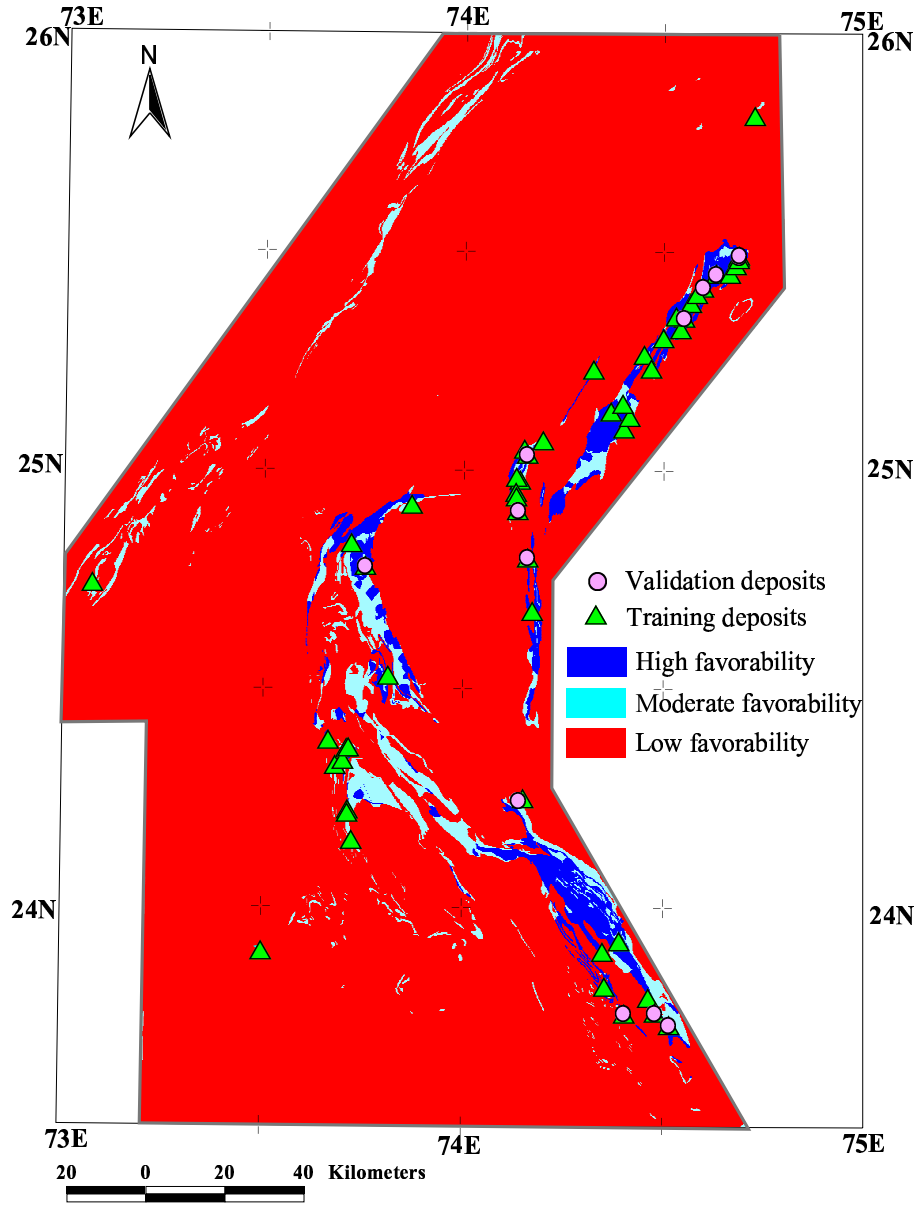 73E 74E 75E
26N 26N
N
25N 25N
Validation deposits
Training deposits
High favorability
Moderate favorability
Low favorability
24N 24N
73E 74E 75E
20 0 20 40 Kilometers